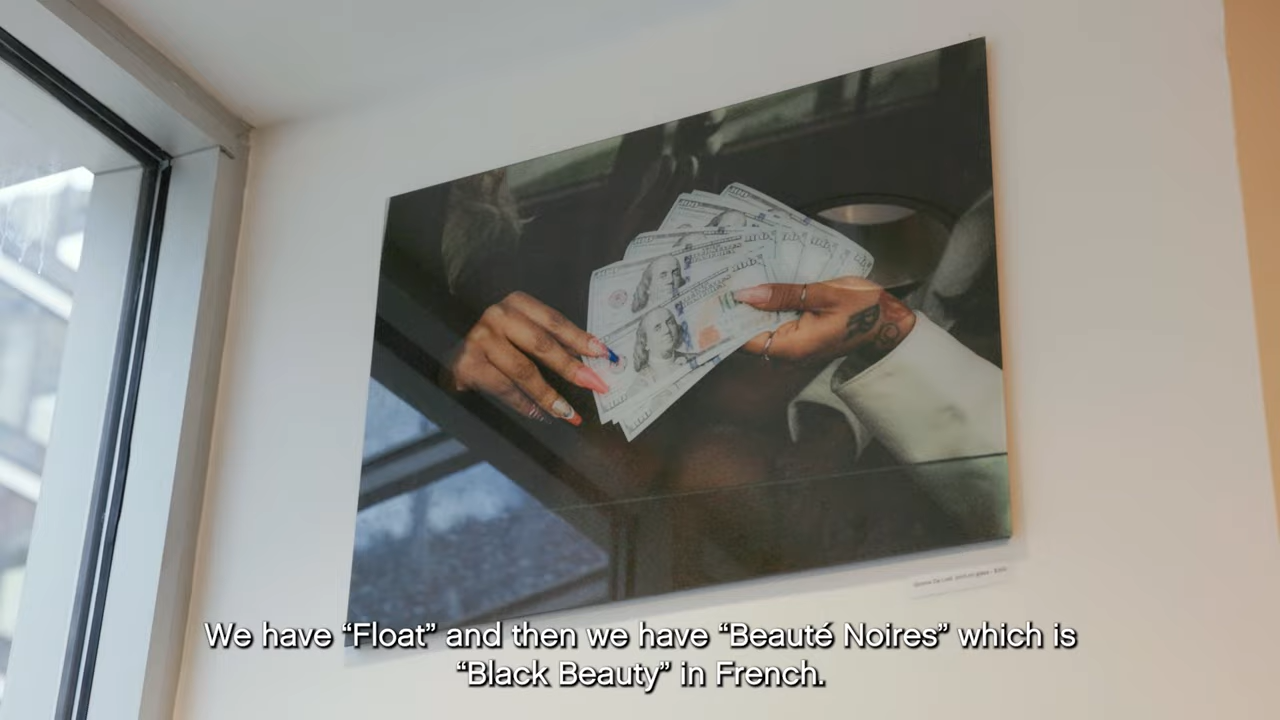 We have “Float” and then we have “Beauté Noires” which is
“Black Beauty” in French.